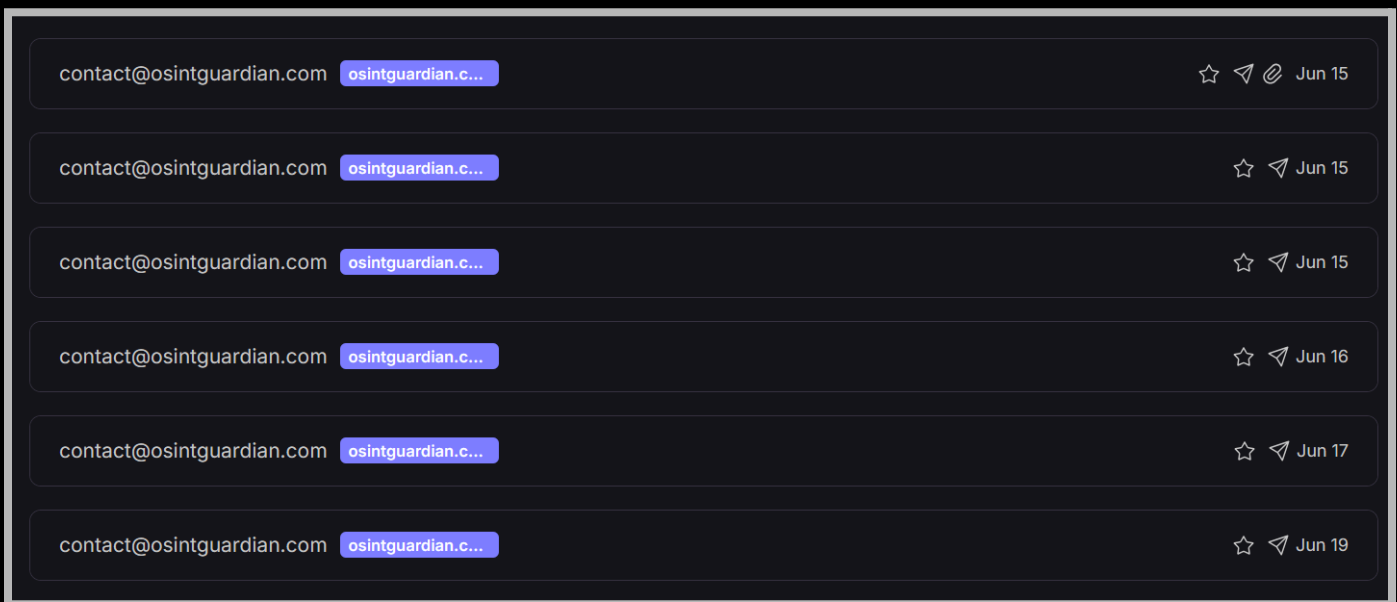 contact@osintguardian.com osintguardian.c... Jun 15
contact@osintguardian.com osintguardian.c... Jun 15
contact@osintguardian.com osintguardian.c... Jun 15
contact@osintguardian.com osintguardian.c... Jun 16
contact@osintguardian.com osintguardian.c... Jun 17
contact@osintguardian.com osintguardian.c... Jun 19